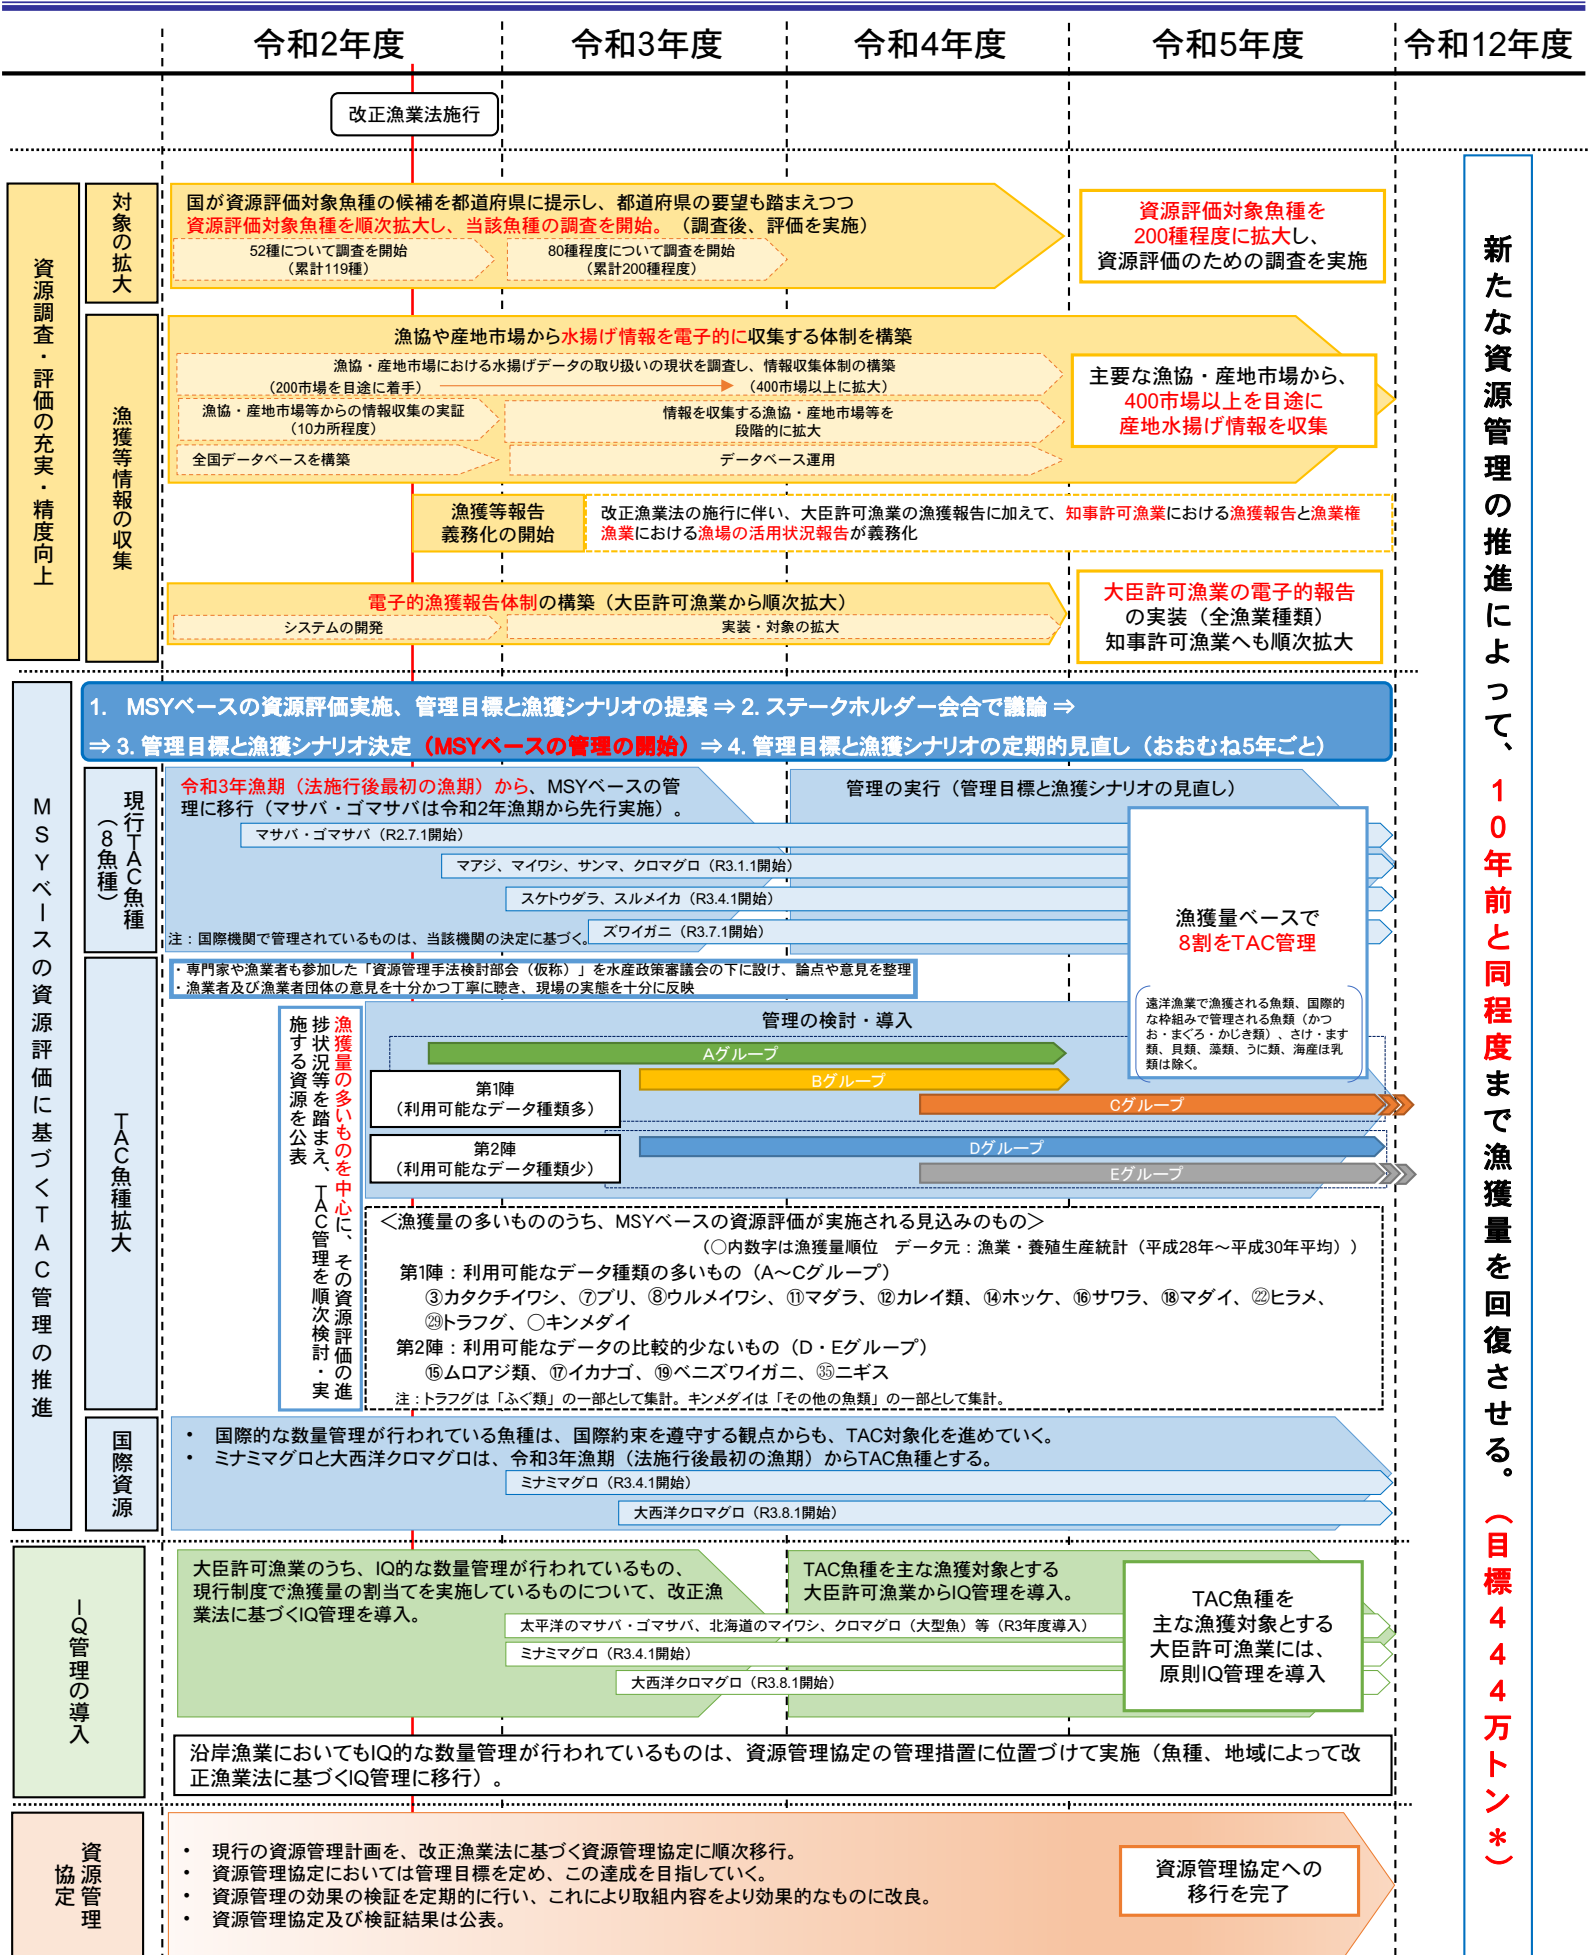 令和2年度
令和3年度
令和4年度
令和5年度
令和12年度
改正漁業法施行
資源調査・評価の充実・精度向上
対象の拡大
国が資源評価対象魚種の候補を都道府県に提示し、都道府県の要望も踏まえつつ
資源評価対象魚種を順次拡大し、当該魚種の調査を開始。（調査後、評価を実施）
52種について調査を開始
（累計119種）
80種程度について調査を開始
（累計200種程度）
資源評価対象魚種を
200種程度に拡大し、
資源評価のための調査を実施
漁獲等情報の収集
漁協や産地市場から水揚げ情報を電子的に収集する体制を構築
漁協・産地市場における水揚げデータの取り扱いの現状を調査し、情報収集体制の構築
（200市場を目途に着手）
（400市場以上に拡大）
漁協・産地市場等からの情報収集の実証
（10カ所程度）
情報を収集する漁協・産地市場等を
段階的に拡大
全国データベースを構築
データベース運用
主要な漁協・産地市場から、
400市場以上を目途に
産地水揚げ情報を収集
漁獲等報告
義務化の開始
改正漁業法の施行に伴い、大臣許可漁業の漁獲報告に加えて、知事許可漁業における漁獲報告と漁業権
漁業における漁場の活用状況報告が義務化
電子的漁獲報告体制の構築（大臣許可漁業から順次拡大）
システムの開発
実装・対象の拡大
大臣許可漁業の電子的報告
の実装（全漁業種類）
知事許可漁業へも順次拡大
MSYベースの資源評価に基づくTAC管理の推進
1. MSYベースの資源評価実施、管理目標と漁獲シナリオの提案 ⇒ 2. ステークホルダー会合で議論 ⇒
⇒ 3. 管理目標と漁獲シナリオ決定（MSYベースの管理の開始）⇒ 4. 管理目標と漁獲シナリオの定期的見直し（おおむね5年ごと）
現行TAC魚種
（8魚種）
令和3年漁期（法施行後最初の漁期）から、MSYベースの管
理に移行（マサバ・ゴマサバは令和2年漁期から先行実施）。
管理の実行（管理目標と漁獲シナリオの見直し）
マサバ・ゴマサバ（R2.7.1開始）
マアジ、マイワシ、サンマ、クロマグロ（R3.1.1開始）
スケトウダラ、スルメイカ（R3.4.1開始）
ズワイガニ（R3.7.1開始）
注：国際機関で管理されているものは、当該機関の決定に基づく。
漁獲量ベースで
8割をTAC管理
遠洋漁業で漁獲される魚類、国際的
な枠組みで管理される魚類（かつ
お・まぐろ・かじき類）、さけ・ます
類、貝類、藻類、うに類、海産ほ乳
類は除く。
TAC魚種拡大
・専門家や漁業者も参加した「資源管理手法検討部会（仮称）」を水産政策審議会の下に設け、論点や意見を整理
・漁業者及び漁業者団体の意見を十分かつ丁寧に聴き、現場の実態を十分に反映
漁獲量の多いものを中心に、その資源評価の進
捗状況等を踏まえ、TAC管理を順次検討・実
施する資源を公表
管理の検討・導入
Aグループ
Bグループ
Cグループ
第1陣
（利用可能なデータ種類多）
第2陣
（利用可能なデータ種類少）
Dグループ
Eグループ
＜漁獲量の多いもののうち、MSYベースの資源評価が実施される見込みのもの＞
（○内数字は漁獲量順位　データ元：漁業・養殖生産統計（平成28年～平成30年平均））
第1陣：利用可能なデータ種類の多いもの（A～Cグループ）
③カタクチイワシ、⑦ブリ、⑧ウルメイワシ、⑪マダラ、⑫カレイ類、⑭ホッケ、⑯サワラ、⑱マダイ、㉒ヒラメ、
㉙トラフグ、○キンメダイ
第2陣：利用可能なデータの比較的少ないもの（D・Eグループ）
⑮ムロアジ類、⑰イカナゴ、⑲ベニズワイガニ、㉟ニギス
注：トラフグは「ふぐ類」の一部として集計。キンメダイは「その他の魚類」の一部として集計。
国際資源
・ 国際的な数量管理が行われている魚種は、国際約束を遵守する観点からも、TAC対象化を進めていく。
・ ミナミマグロと大西洋クロマグロは、令和3年漁期（法施行後最初の漁期）からTAC魚種とする。
ミナミマグロ（R3.4.1開始）
大西洋クロマグロ（R3.8.1開始）
IQ管理の導入
大臣許可漁業のうち、IQ的な数量管理が行われているもの、
現行制度で漁獲量の割当てを実施しているものについて、改正漁
業法に基づくIQ管理を導入。
TAC魚種を主な漁獲対象とする
大臣許可漁業からIQ管理を導入。
太平洋のマサバ・ゴマサバ、北海道のマイワシ、クロマグロ（大型魚）等（R3年度導入）
ミナミマグロ（R3.4.1開始）
大西洋クロマグロ（R3.8.1開始）
TAC魚種を
主な漁獲対象とする
大臣許可漁業には、
原則IQ管理を導入
沿岸漁業においてもIQ的な数量管理が行われているものは、資源管理協定の管理措置に位置づけて実施（魚種、地域によって改
正漁業法に基づくIQ管理に移行）。
資源管理
協定
・ 現行の資源管理計画を、改正漁業法に基づく資源管理協定に順次移行。
・ 資源管理協定においては管理目標を定め、この達成を目指していく。
・ 資源管理の効果の検証を定期的に行い、これにより取組内容をより効果的なものに改良。
・ 資源管理協定及び検証結果は公表。
資源管理協定への
移行を完了
新たな資源管理の推進によって、10年前と同程度まで漁獲量を回復させる。（目標444万トン＊）